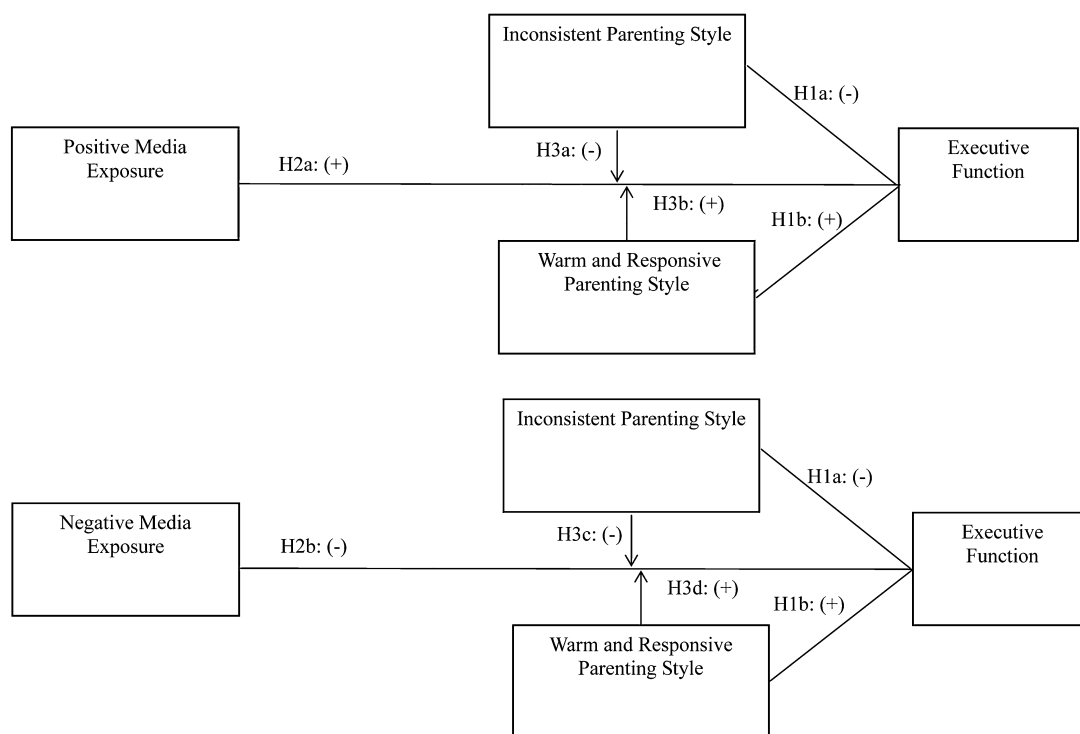 Inconsistent Parenting Style
H1a: (-)
Positive Media
Exposure
H2a: (+)
H3a: (-)
Executive
Function
H3b: (+)
H1b: (+)
Warm and Responsive
Parenting Style
Inconsistent Parenting Style
H1a: (-)
Negative Media
Exposure
H2b: (-)
H3c: (-)
Executive
Function
H3d: (+)
H1b: (+)
Warm and Responsive
Parenting Style